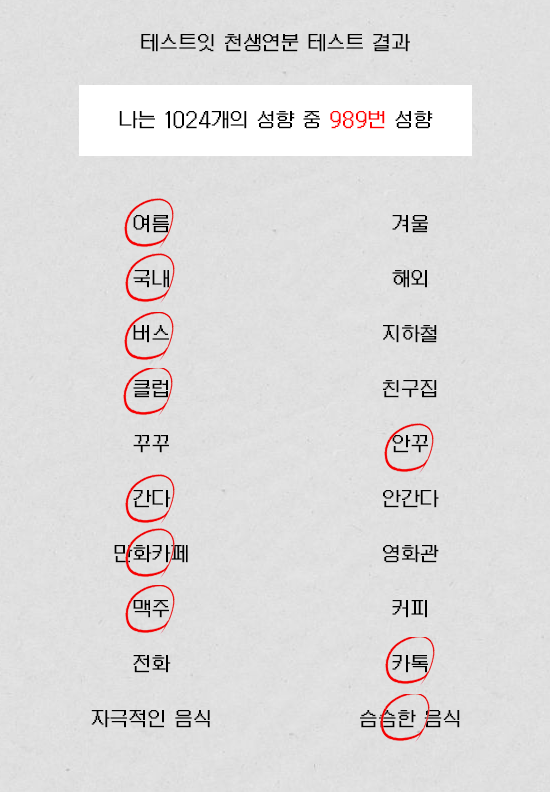 테스트잇 천생연분 테스트 결과
나는 1024개의 성향 중 989번 성향
여름 겨울
국내 해외
버스 지하철
클럽 친구집
꾸꾸 안꾸
간다 안간다
만화카페 영화관
맥주 커피
전화 카톡
자극적인 음식 슴슴한 음식